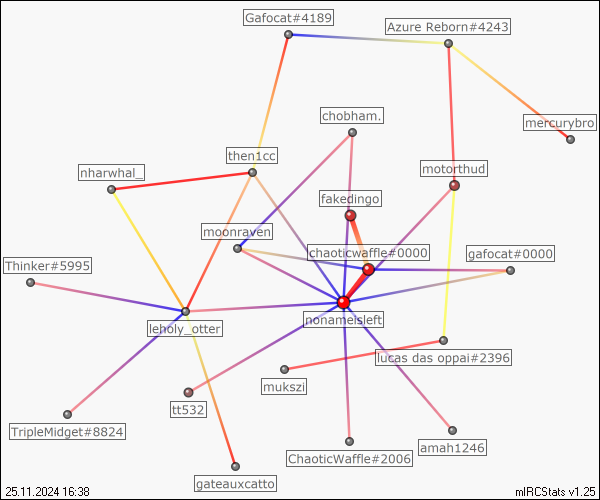 Gafocat#4189
Azure Reborn#4243
chobham.
mercurybro
then1cc
nharwhal_
motorthud
fakedingo
moonraven
chaoticwaffle#0000
gafocat#0000
Thinker#5995
nonameisleft
leholy_otter
lucas das oppai#2396
mukszi
tt532
TripleMidget#8824
amah1246
ChaoticWaffle#2006
gateauxcatto
25.11.2024 16:38
mIRCStats v1.25